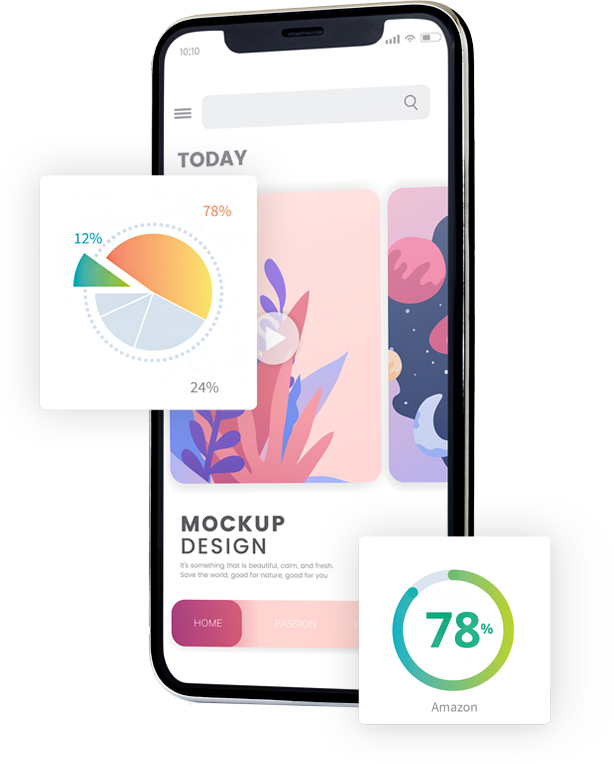 10:10
TODAY
78%
12%
24%
MOCKUP
DESIGN
it's something that is beautiful, calm, and fresh.
Save the world, good for nature, good for you
HOME
PASSION
78%
Amazon